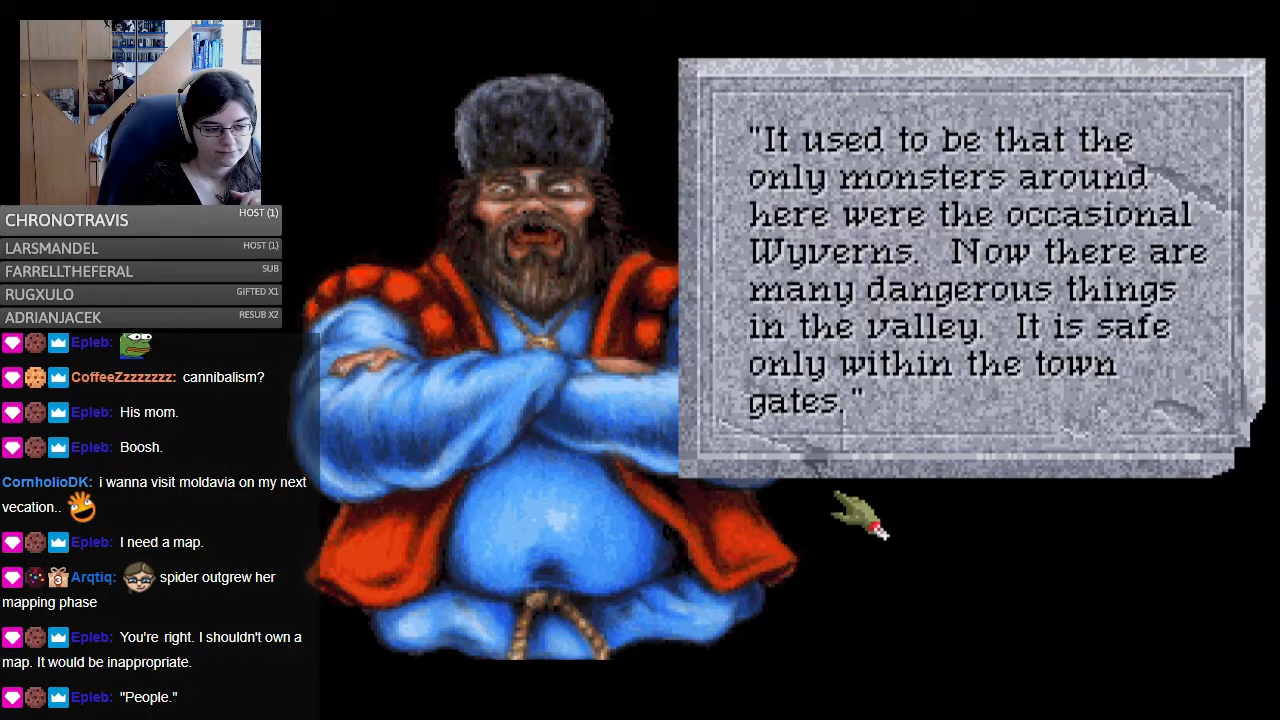 CHRONOTRAVIS HOST (1)
LARSMANDEL HOST (1)
FARRELLTHEFERAL SUB
RUGXULO GIFTED X1
ADRIANJACEK RESUB X2
Epleb:
CoffeeZzzzzzzz: cannibalism?
Epleb: His mom.
Epleb: Boosh.
CornholioDK: i wanna visit moldavia on my next
vecation..
Epleb: I need a map.
3 Arqtiq: spider outgrew her
mapping phase
Epleb: You're right. I shouldn't own a
map. It would be inappropriate.
Epleb: "People."
"It used to be that the
only monsters around
here were the occasional
Wyverns. Now there are
many dangerous things
in the valley. It is safe
only within the town
gates."